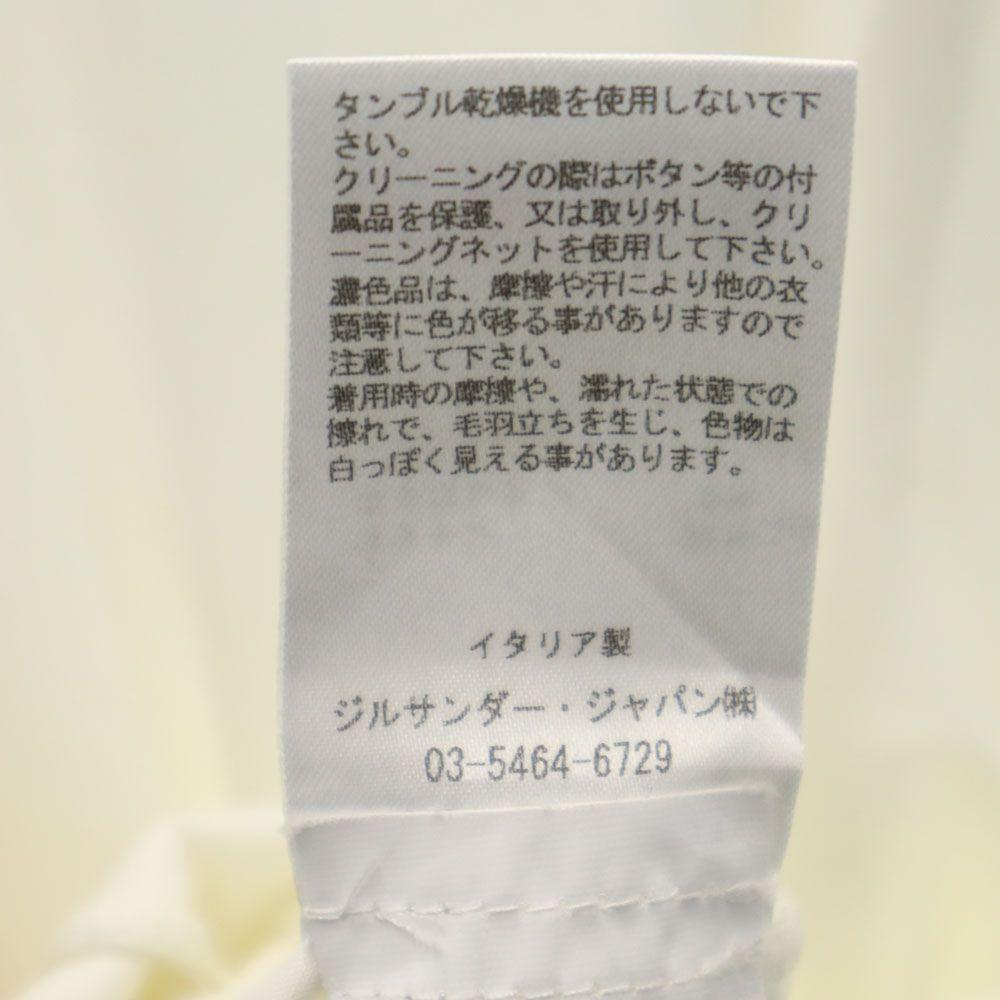 タンブル乾燥機を使用しないで下
さい。
クリーニングの際はボタン等の付
属品を保護、又は取り外し、クリ
ーニングネットを使用して下さい。
濃色品は、摩擦や汗により他の衣
類等に色が移る事がありますので
注意して下さい。
着用時の摩擦や、濡れた状態での
擦れで、毛羽立ちを生じ、色物は
白っぽく見える事があります。
イタリア製
ジルサンダー・ジャパン㈱
03-5464-6729